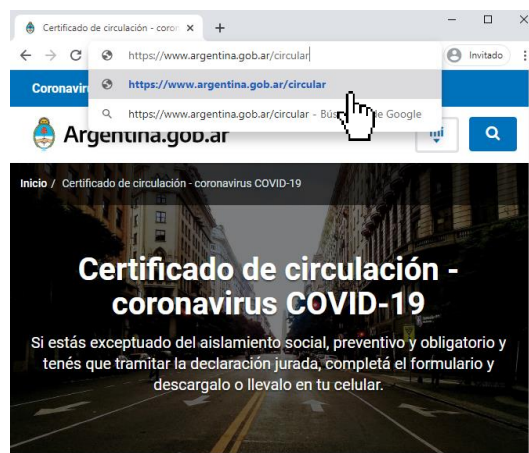 Certificado de circulación - coron
https://www.argentina.gob.ar/circular
Invitado
Coronavir
https://www.argentina.gob.ar/circular
https://www.argentina.gob.ar/circular - Bús de Google
Argentina.gob.ar
mi
Inicio / Certificado de circulación - coronavirus COVID-19
Certificado de circulación -
coronavirus COVID-19
Si estás exceptuado del aislamiento social, preventivo y obligatorio y
tenés que tramitar la declaración jurada, completá el formulario y
descargalo o llevalo en tu celular.